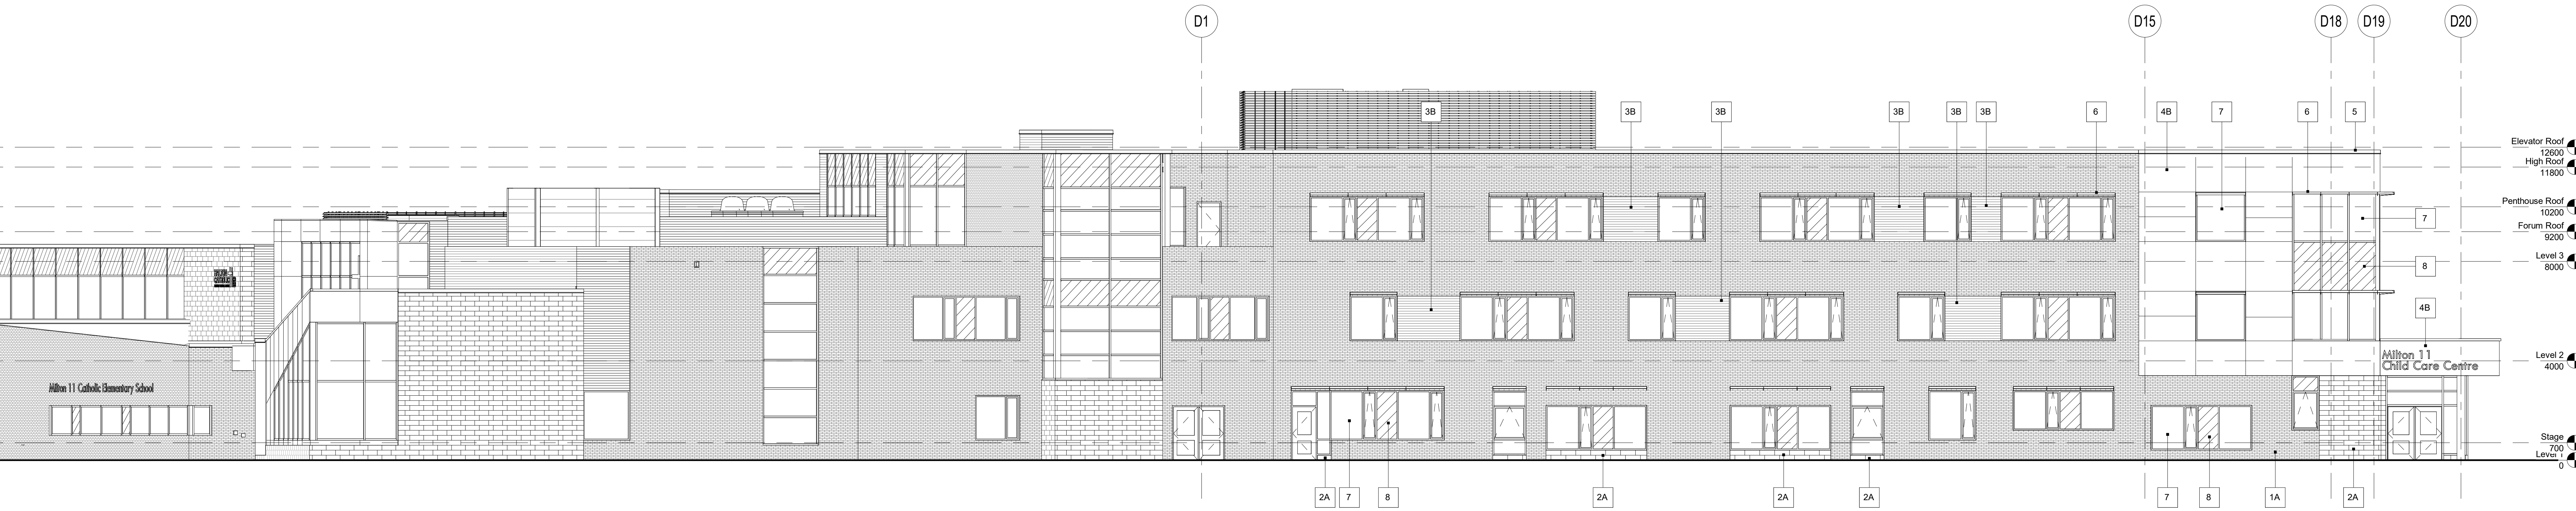 D1
D15
D18
D19
D20
3B
3B
3B
3B
3B
3B
6
4B
7
6
5
Elevator Roof
12600
High Roof
11800
Penthouse Roof
10200
7
Forum Roof
9200
Level 3
8000
8
4B
Milton 11
Child Care Centre
Level 2
4000
Milton 11 Catholic Elementary School
Stage
700
Level 1
0
2A
7
8
2A
2A
2A
7
8
1A
2A